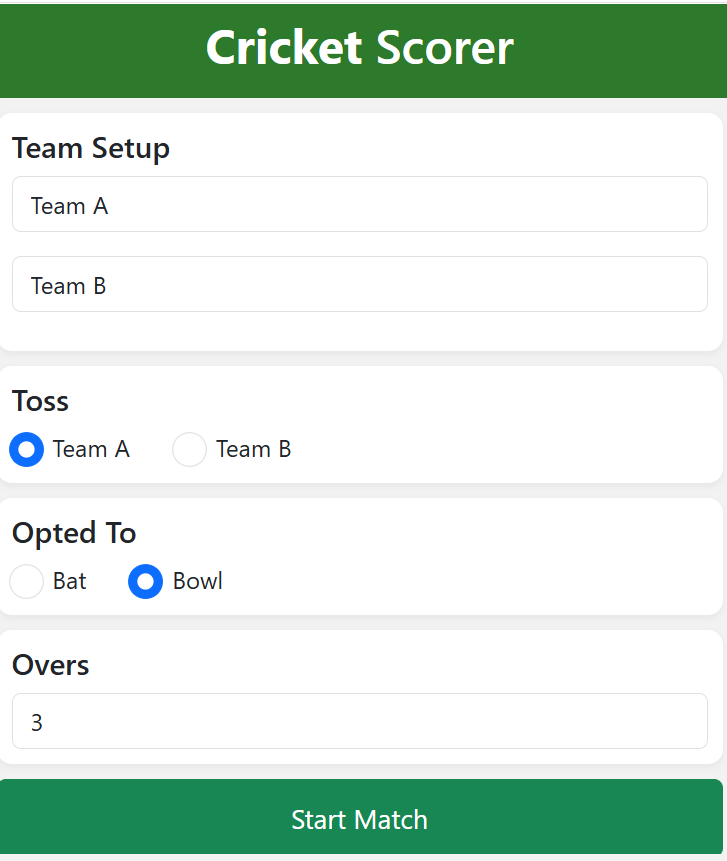 Cricket Scorer
Team Setup
Team A
Team B
Toss
Team A Team B
Opted To
Bat Bowl
Overs
3
Start Match